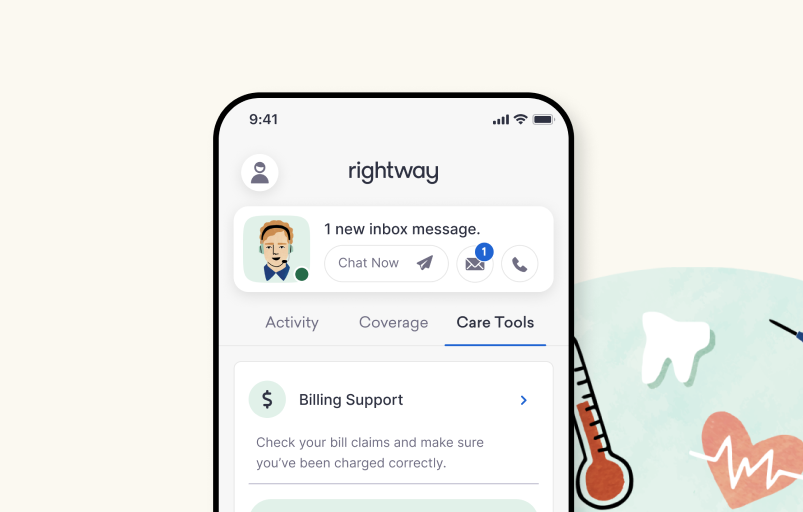 9:41
rightway
1 new inbox message.
Chat Now
1
Activity Coverage Care Tools
$ Billing Support
Check your bill claims and make sure
you’ve been charged correctly.